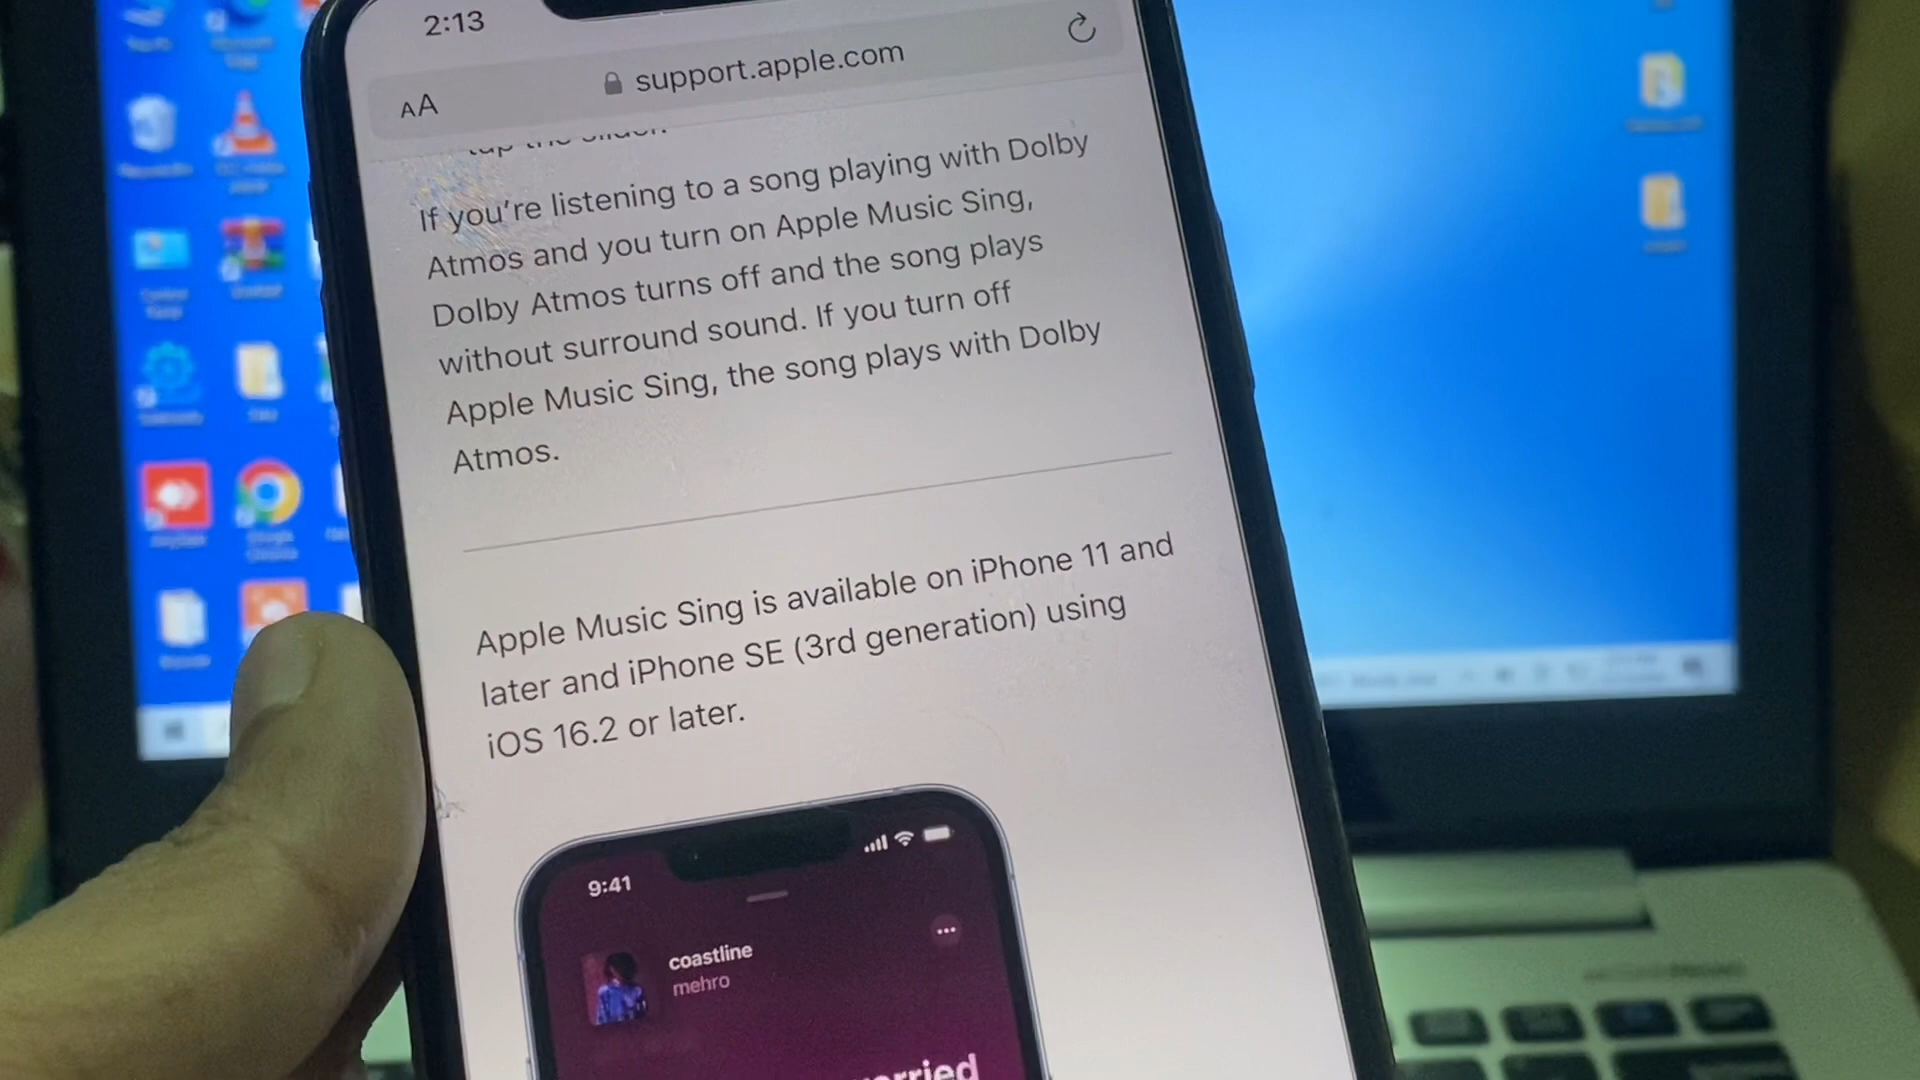 2:13
AA
support.apple.com
tap the slider.
If you're listening to a song playing with Dolby
Atmos and you turn on Apple Music Sing,
Dolby Atmos turns off and the song plays
without surround sound. If you turn off
Apple Music Sing, the song plays with Dolby
Atmos.
Apple Music Sing is available on iPhone 11 and
later and iPhone SE (3rd generation) using
iOS 16.2 or later.
9:41
coastline
mehro